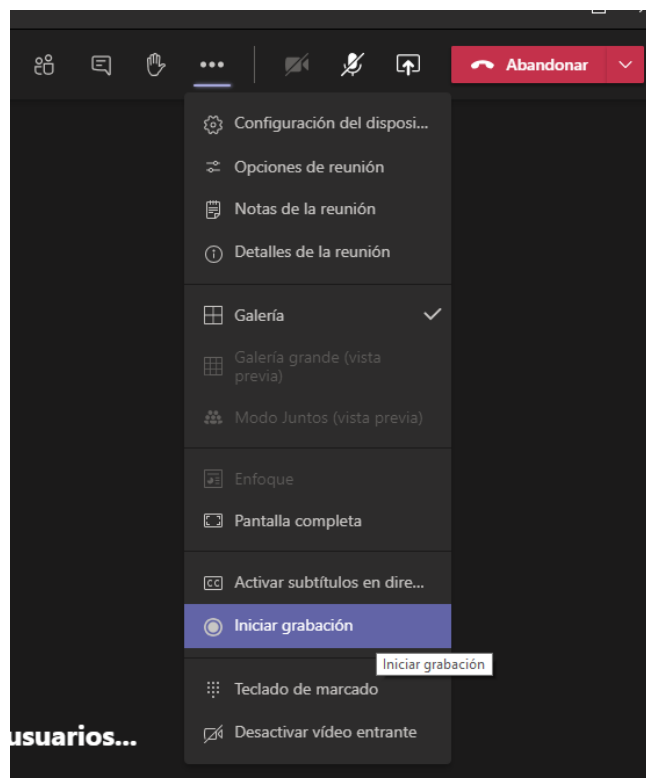 Abandonar
Configuración del disposi...
Opciones de reunión
Notas de la reunión
Detalles de la reunión
Galería
Galería grande (vista
previa)
Modo Juntos (vista previa)
Enfoque
Pantalla completa
CC Activar subtítulos en dire...
Iniciar grabación
Iniciar grabación
Teclado de marcado
Desactivar vídeo entrante
usuarios...